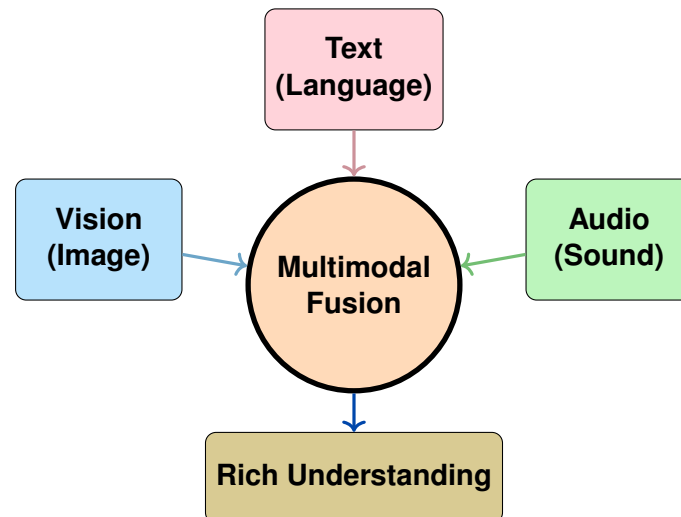 Text
(Language)
Vision
(Image)
Multimodal
Fusion
Audio
(Sound)
Rich Understanding